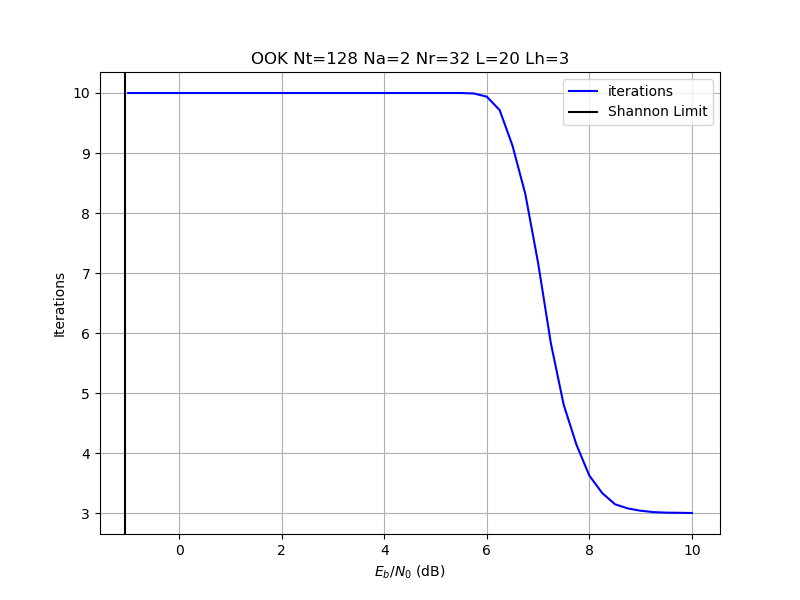 OOK Nt=128 Na=2 Nr=32 L=20 Lh=3
iterations
Shannon Limit
Iterations
10
9
8
7
6
5
4
3
0 2 4 6 8 10
E_b/N_0 (dB)